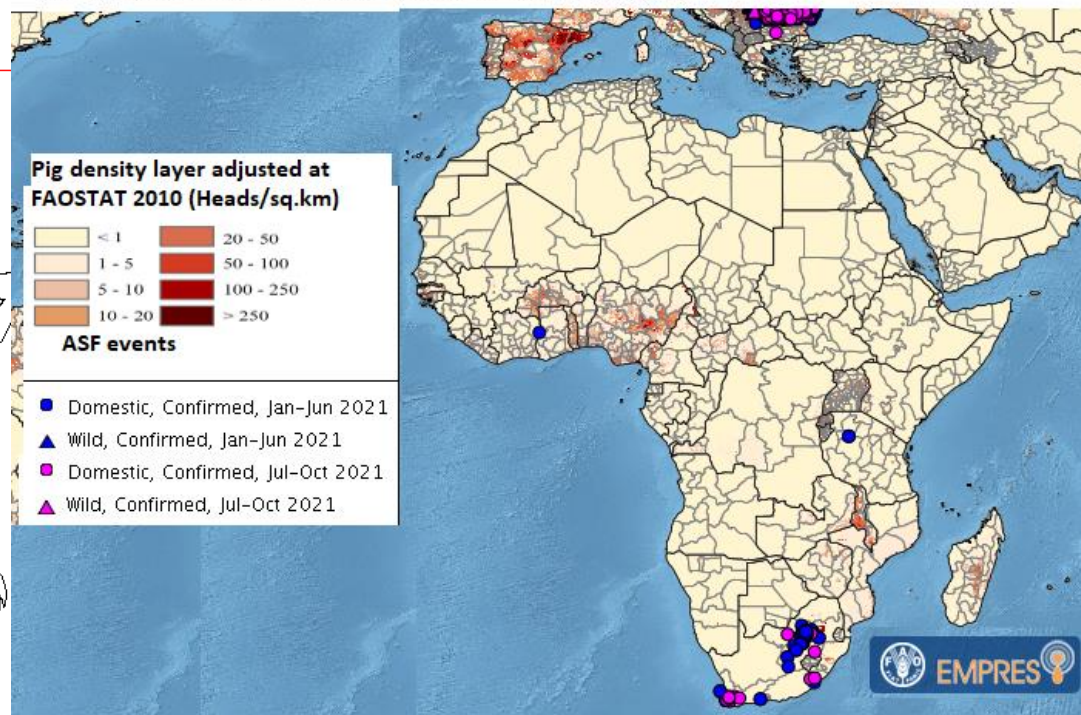 Pig density layer adjusted at
FAOSTAT 2010 (Heads/sq.km)
< 1
20 - 50
1 - 5
50 - 100
5 - 10
100 - 250
10 - 20
> 250
ASF events
Domestic, Confirmed, Jan-Jun 2021
Wild, Confirmed, Jan-Jun 2021
Domestic, Confirmed, Jul-Oct 2021
Wild, Confirmed, Jul-Oct 2021
FAO
EMPRES